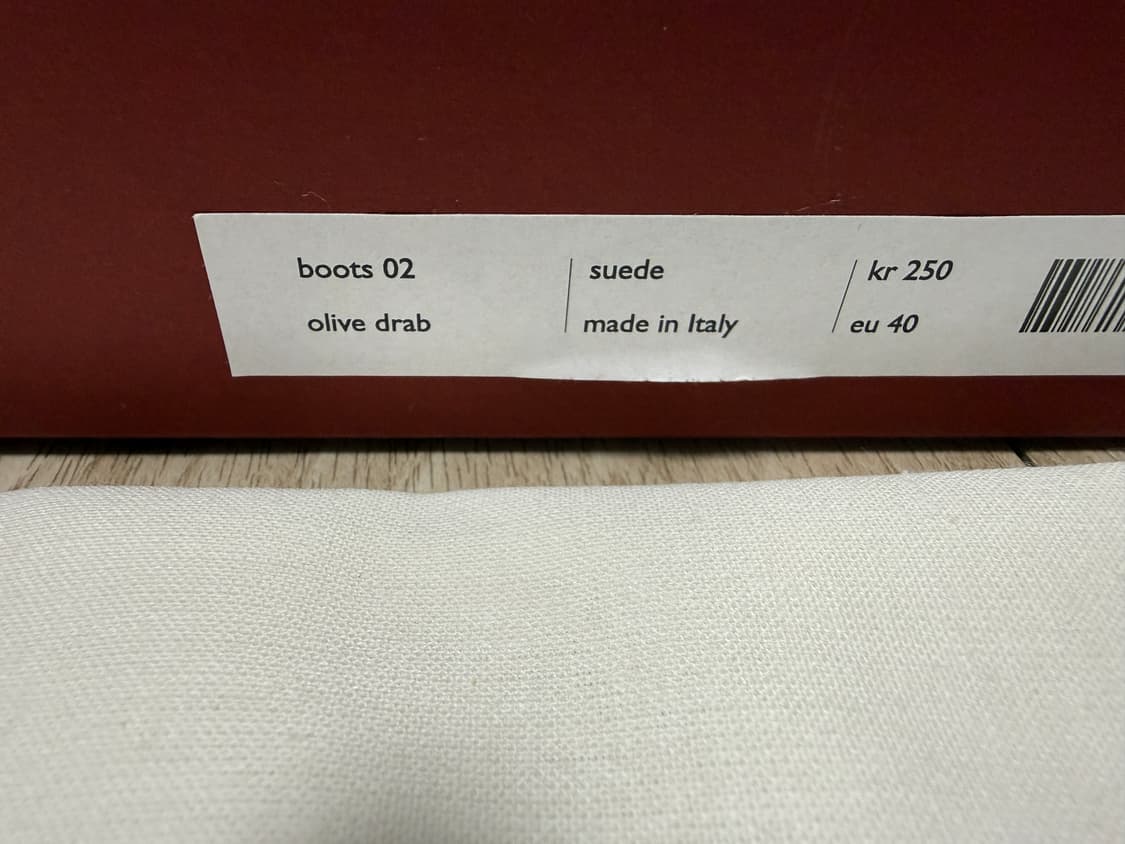 boots 02
olive drab
suede
made in Italy
kr 250
eu 40